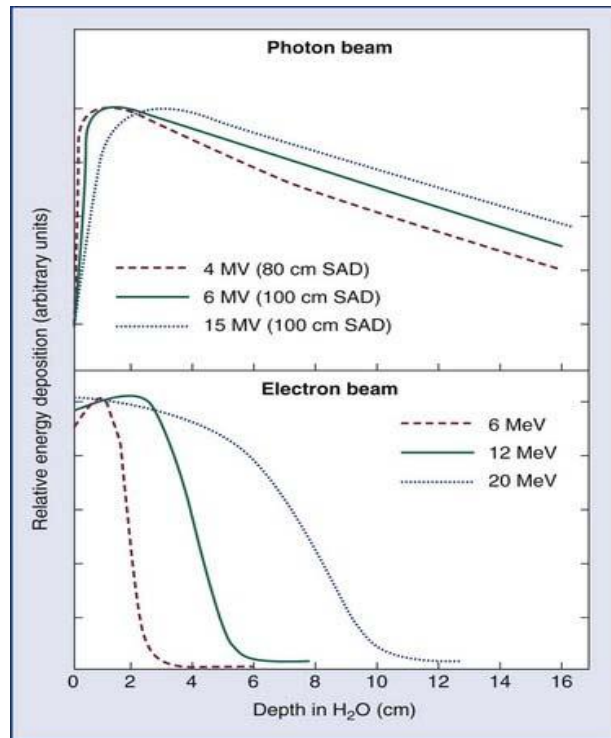 Photon beam
4 MV (80 cm SAD)
6 MV (100 cm SAD)
15 MV (100 cm SAD)
Relative energy deposition (arbitrary units)
Electron beam
6 MeV
12 MeV
20 MeV
0 2 4 6 8 10 12 14 16
Depth in H₂O (cm)